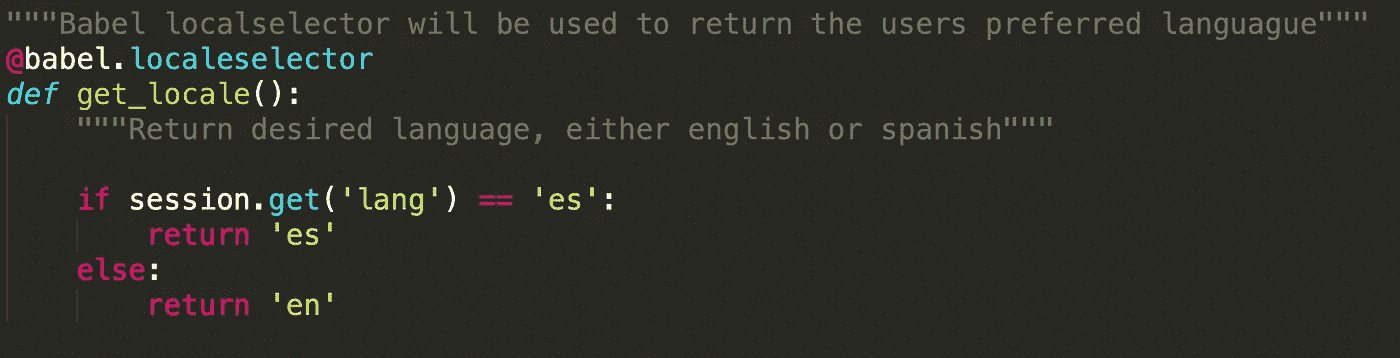 """Babel localselector will be used to return the users preferred languague"""
@babel.localeselector
def get_locale():
    """Return desired language, either english or spanish"""
    if session.get('lang') == 'es':
        return 'es'
    else:
        return 'en'